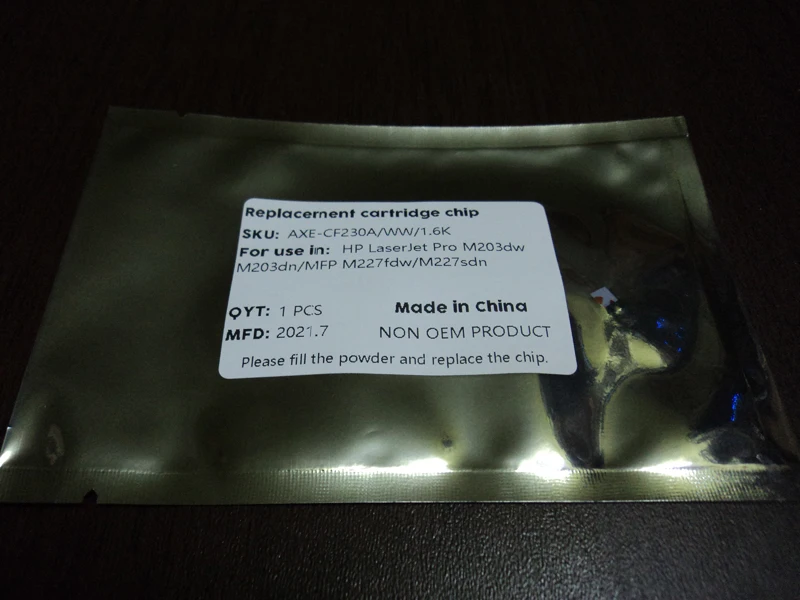 Replacement cartridge chip
SKU: AXE-CF230A/WW/1.6K
For use in: HP LaserJet Pro M203dw
M203dn/MFP M227fdw/M227sdn
QYT: 1 PCS
Made in China
MFD: 2021.7
NON OEM PRODUCT
Please fill the powder and replace the chip.